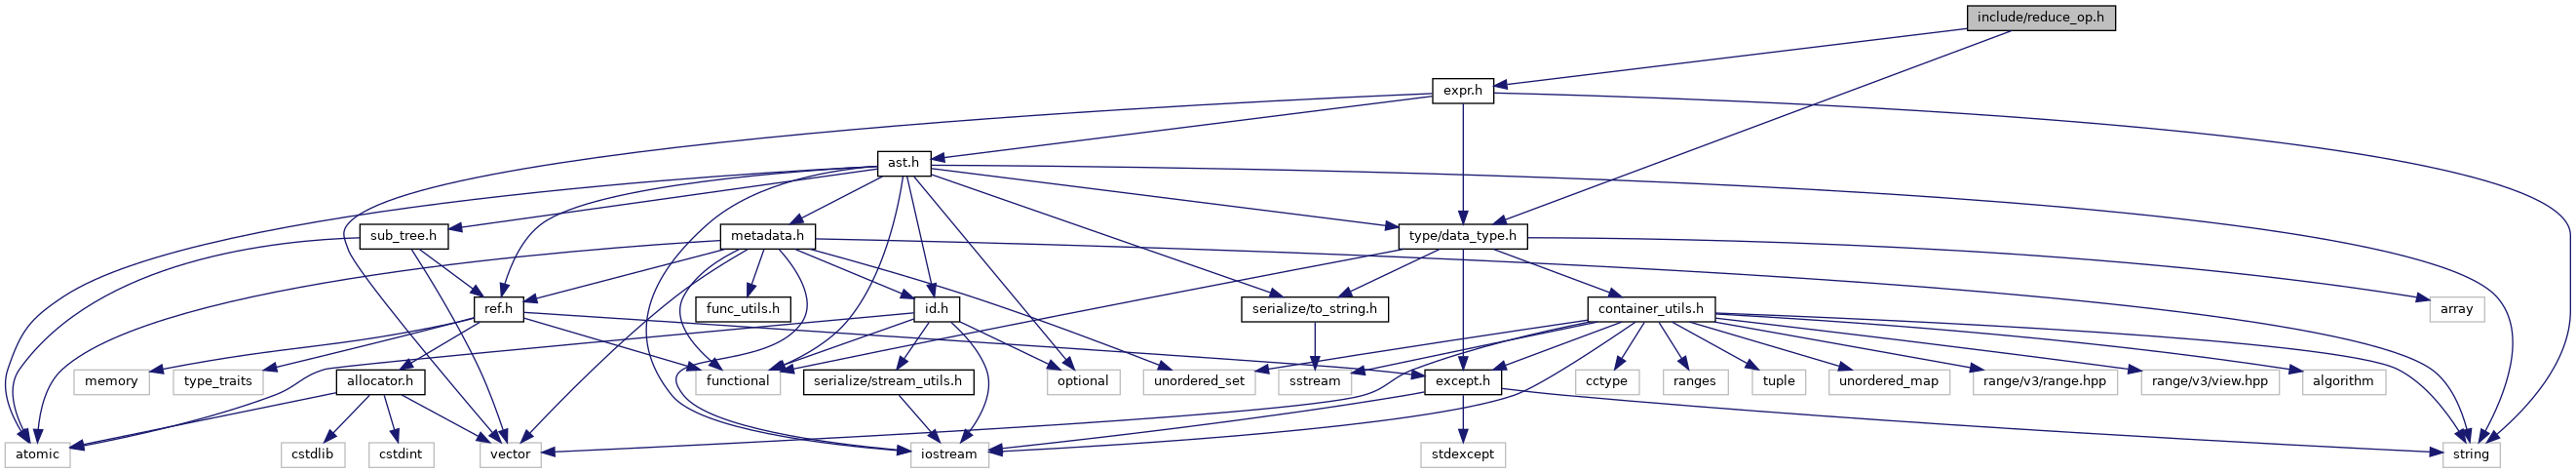 include/reduce_op.h
expr.h
ast.h
sub_tree.h
metadata.h
type/data_type.h
ref.h
func_utils.h
id.h
serialize/to_string.h
container_utils.h
array
memory
type_traits
allocator.h
functional
serialize/stream_utils.h
optional
unordered_set
sstream
except.h
cctype
ranges
tuple
unordered_map
range/v3/range.hpp
range/v3/view.hpp
algorithm
atomic
cstdlib
cstdint
vector
iostream
stdexcept
string